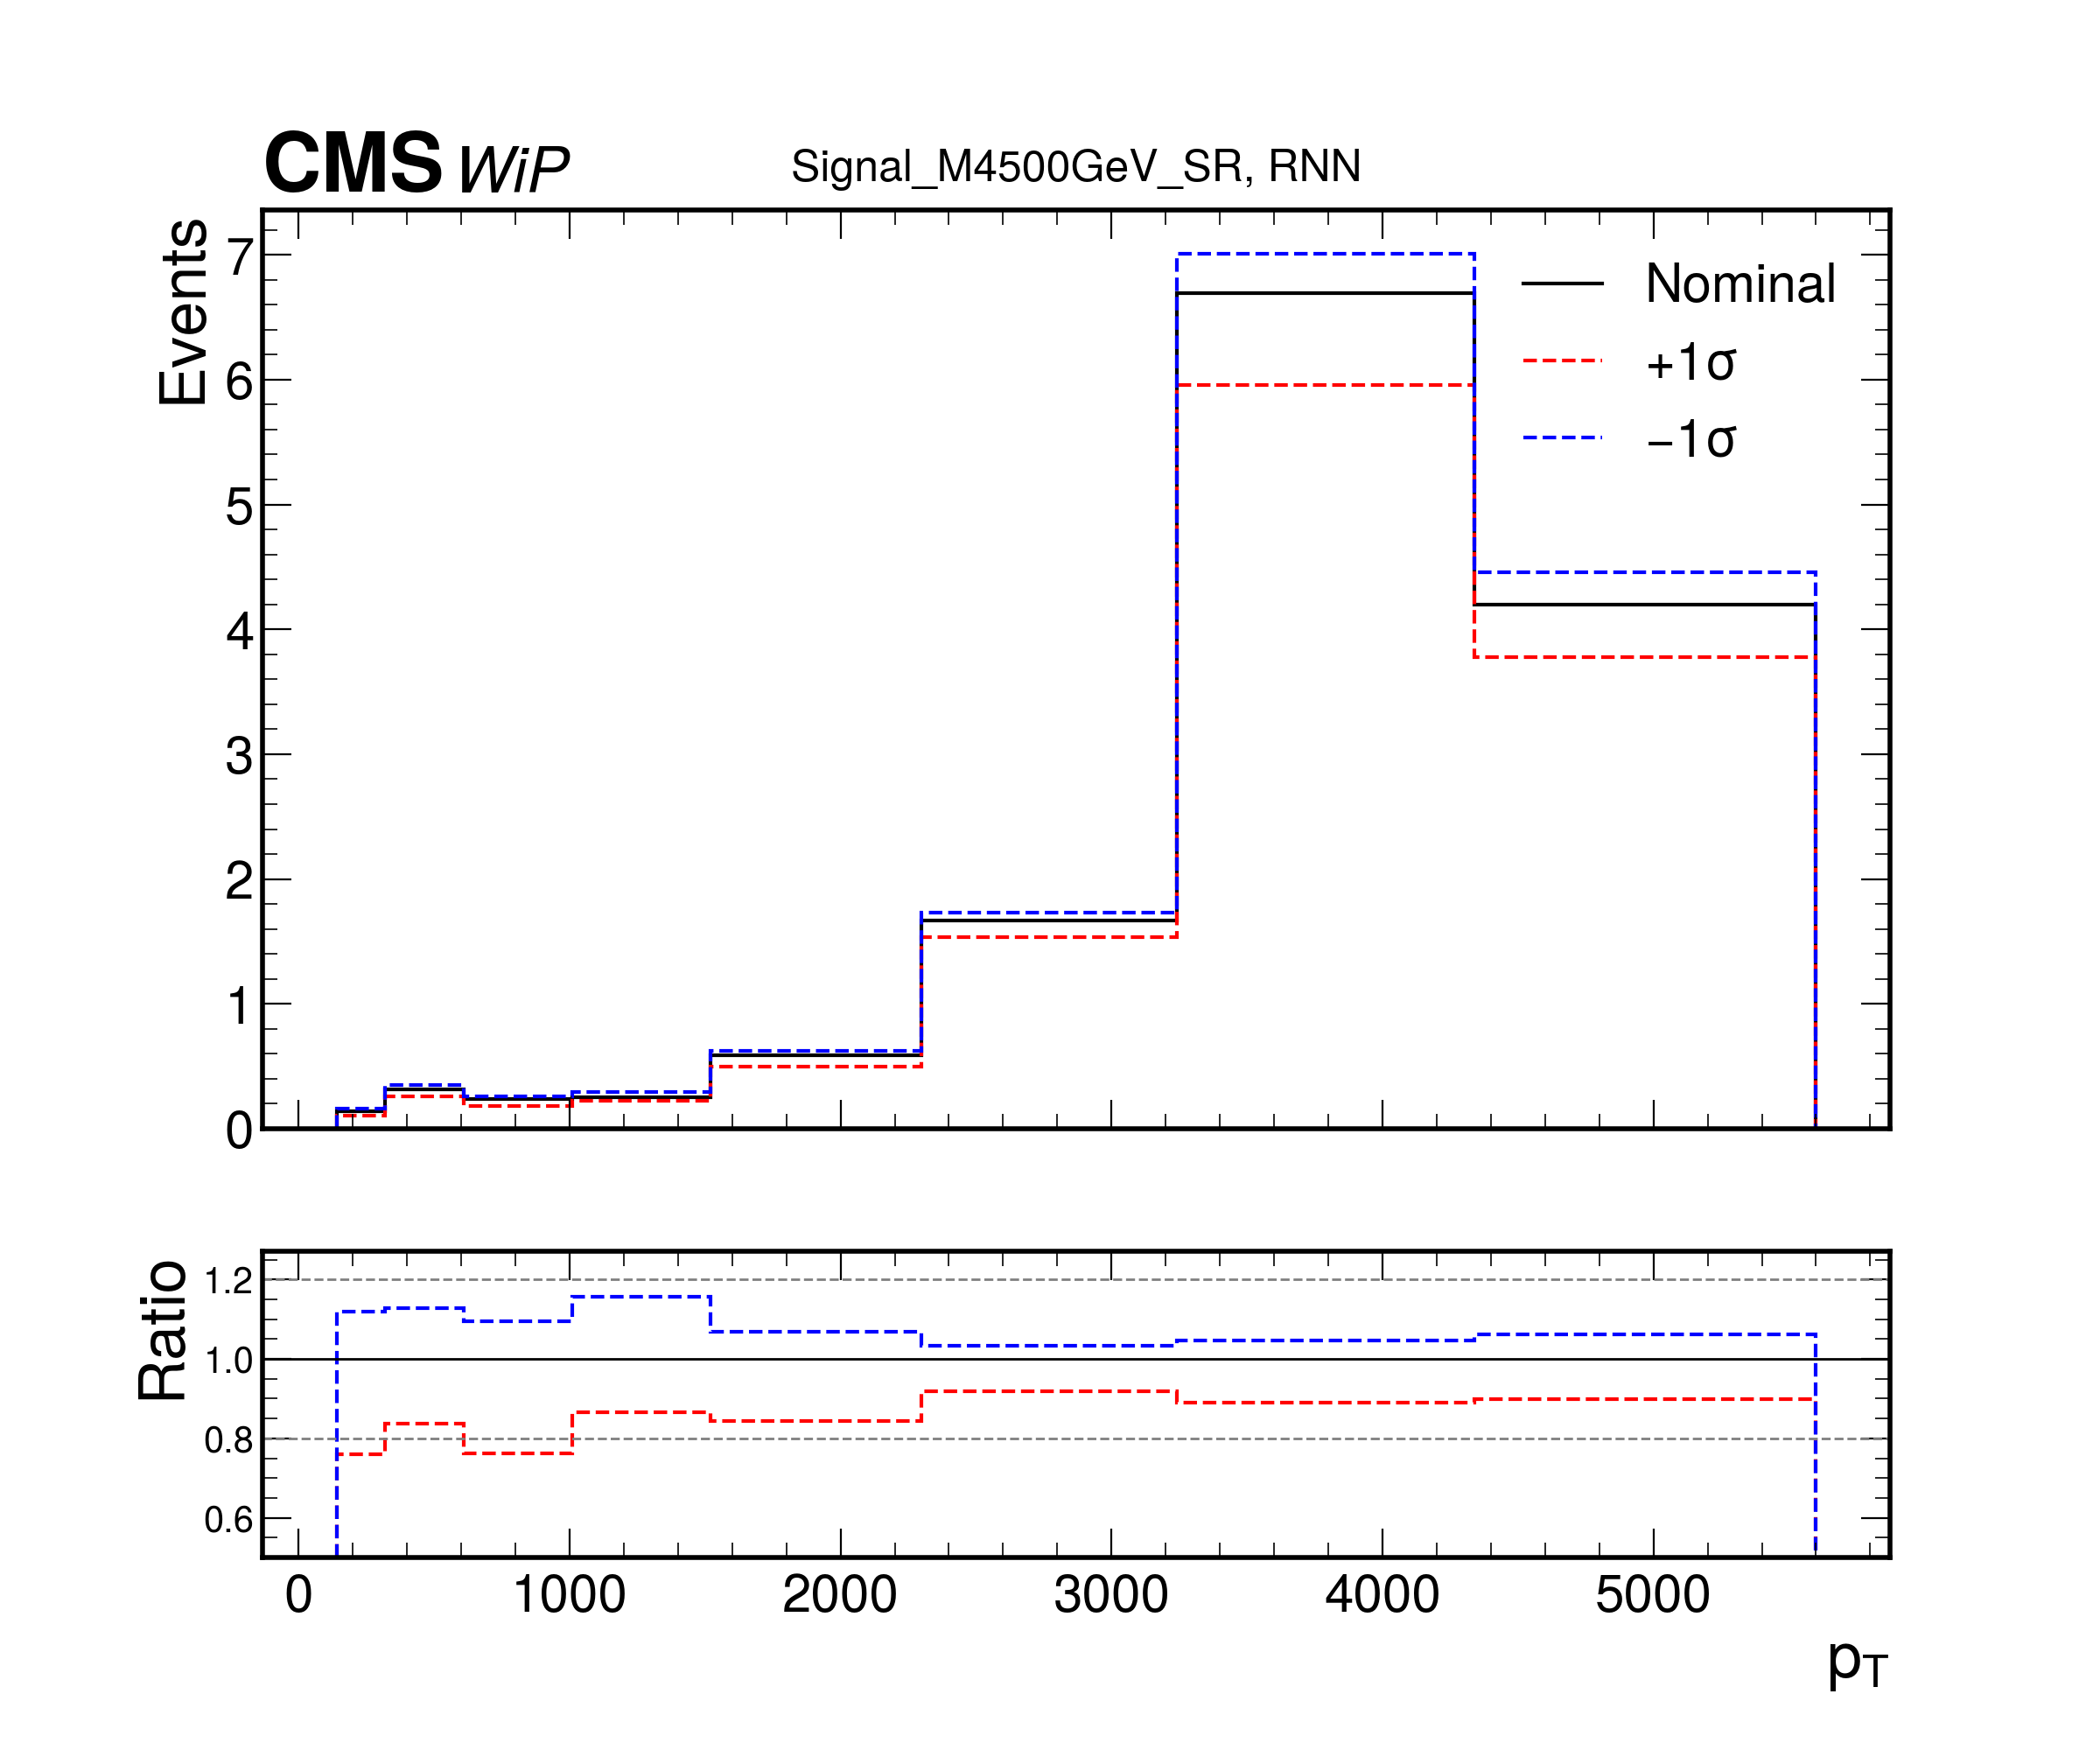 CMS WiP
Signal_M4500GeV_SR, RNN
Events
7
6
5
4
3
2
1
0
Nominal
+1σ
−1σ
Ratio
1.2
1.0
0.8
0.6
0 1000 2000 3000 4000 5000
pT